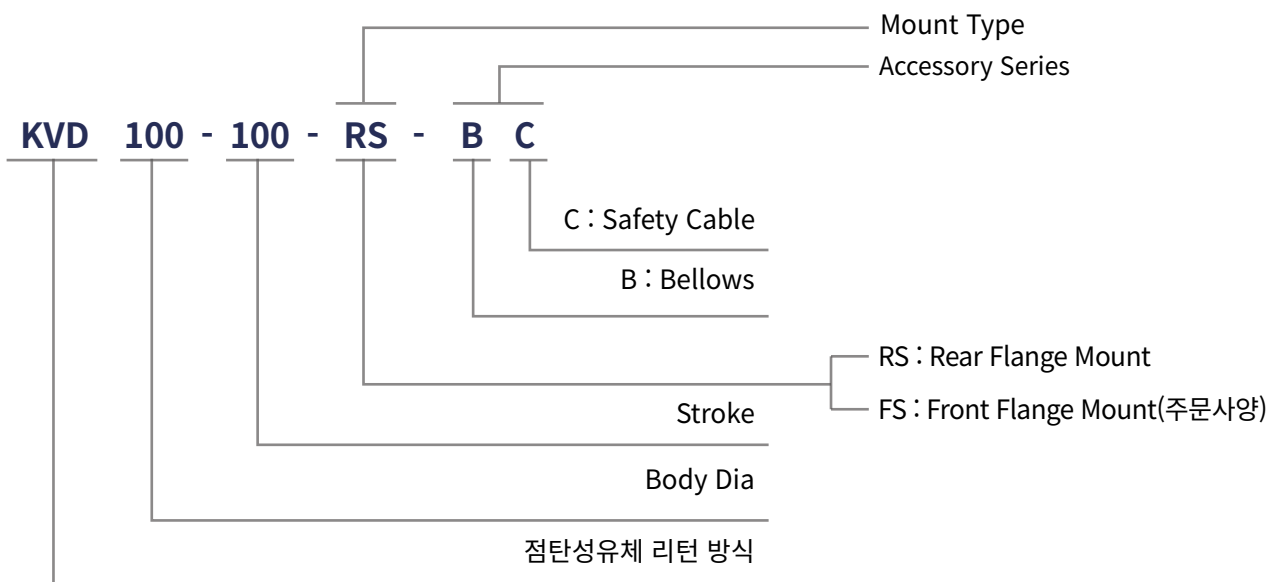 Mount Type
Accessory Series
KVD 100 - 100 - RS - B C
C : Safety Cable
B : Bellows
RS : Rear Flange Mount
FS : Front Flange Mount(주문사양)
Stroke
Body Dia
점탄성유체 리턴 방식